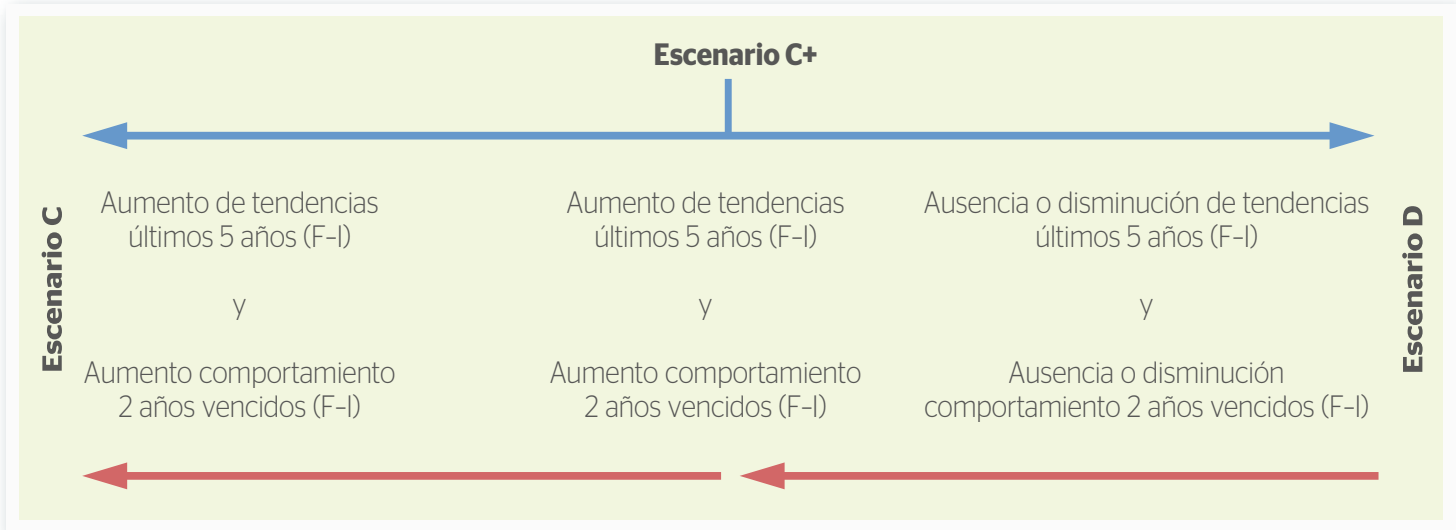 Escenario C+
Escenario C
Aumento de tendencias
últimos 5 años (F-I)
y
Aumento comportamiento
2 años vencidos (F-I)
Aumento de tendencias
últimos 5 años (F-I)
y
Aumento comportamiento
2 años vencidos (F-I)
Ausencia o disminución de tendencias
últimos 5 años (F-I)
y
Ausencia o disminución
comportamiento 2 años vencidos (F-I)
Escenario D